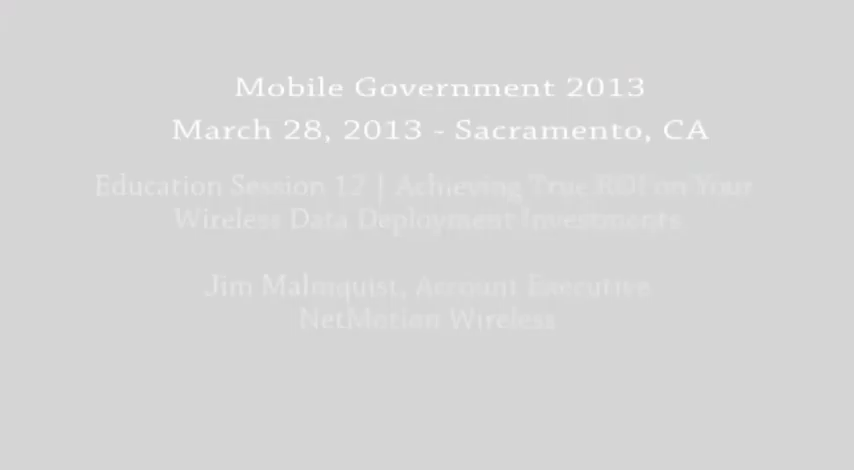 Mobile Government 2013
March 28, 2013 - Sacramento, CA
Education Session 12 | Achieving True ROI on Your
Wireless Data Deployment Investments
Jim Malmquist, Account Executive
NetMotion Wireless